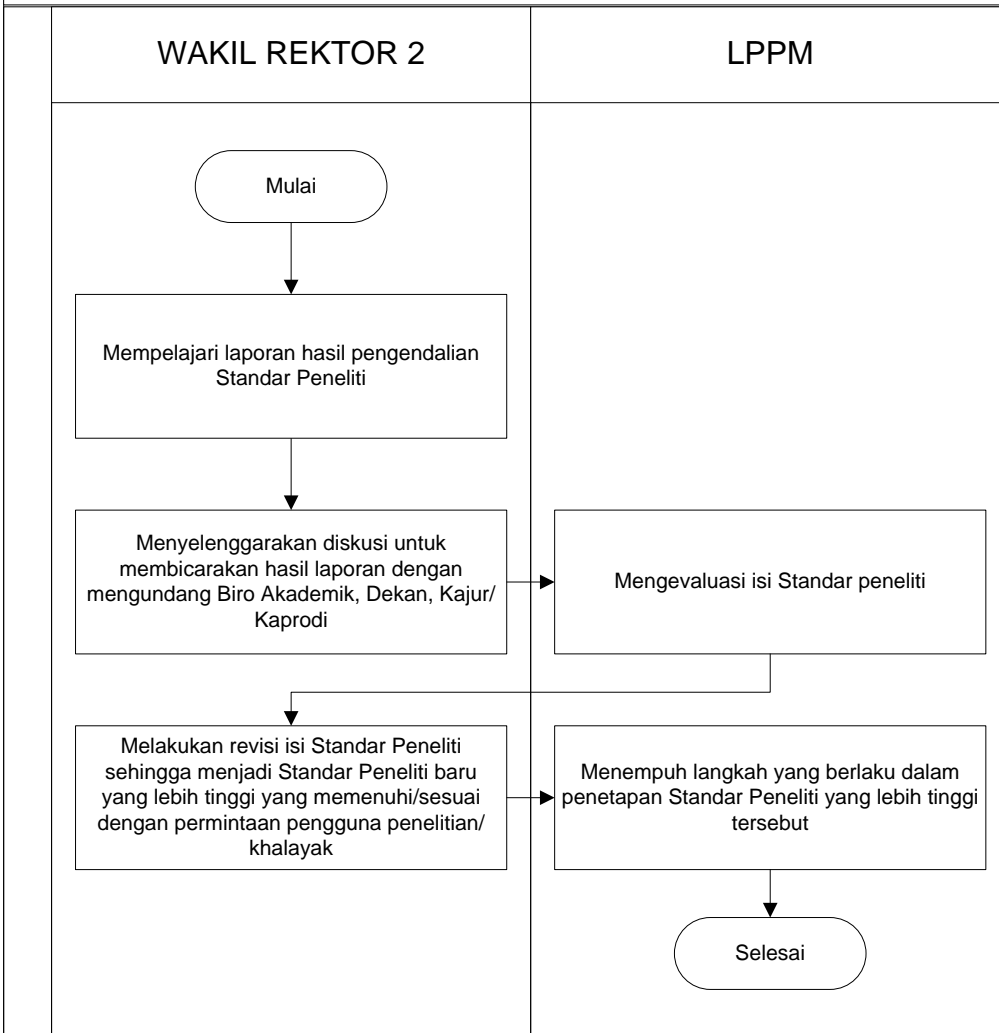 WAKIL REKTOR 2
LPPM
Mulai
Mempelajari laporan hasil pengendalian
Standar Peneliti
Menyelenggarakan diskusi untuk
membicarakan hasil laporan dengan
mengundang Biro Akademik, Dekan, Kajur/
Kaprodi
Mengevaluasi isi Standar peneliti
Melakukan revisi isi Standar Peneliti
sehingga menjadi Standar Peneliti baru
yang lebih tinggi yang memenuhi/sesuai
dengan permintaan pengguna penelitian/
khalayak
Menempuh langkah yang berlaku dalam
penetapan Standar Peneliti yang lebih tinggi
tersebut
Selesai